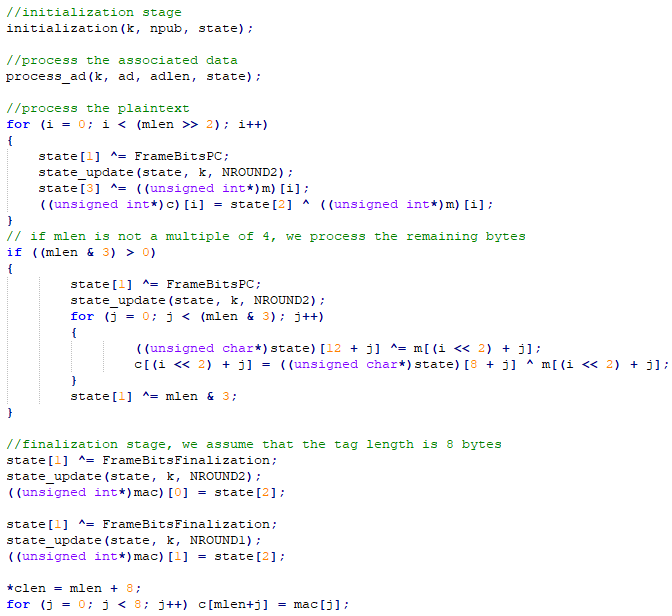 //initialization stage
initialization(k, npub, state);
//process the associated data
process_ad(k, ad, adlen, state);
//process the plaintext
for (i = 0; i < (mlen >> 2); i++)
{
state[1] ^= FrameBitsPC;
state_update(state, k, NROUND2);
state[3] ^= ((unsigned int*)m)[i];
((unsigned int*)c)[i] = state[2] ^ ((unsigned int*)m)[i];
}
// if mlen is not a multiple of 4, we process the remaining bytes
if ((mlen & 3) > 0)
{
state[1] ^= FrameBitsPC;
state_update(state, k, NROUND2);
for (j = 0; j < (mlen & 3); j++)
{
((unsigned char*)state)[12 + j] ^= m[(i << 2) + j];
c[(i << 2) + j] = ((unsigned char*)state)[8 + j] ^ m[(i << 2) + j];
}
state[1] ^= mlen & 3;
}
//finalization stage, we assume that the tag length is 8 bytes
state[1] ^= FrameBitsFinalization;
state_update(state, k, NROUND2);
((unsigned int*)mac)[0] = state[2];
state[1] ^= FrameBitsFinalization;
state_update(state, k, NROUND1);
((unsigned int*)mac)[1] = state[2];
*clen = mlen + 8;
for (j = 0; j < 8; j++) c[mlen+j] = mac[j];